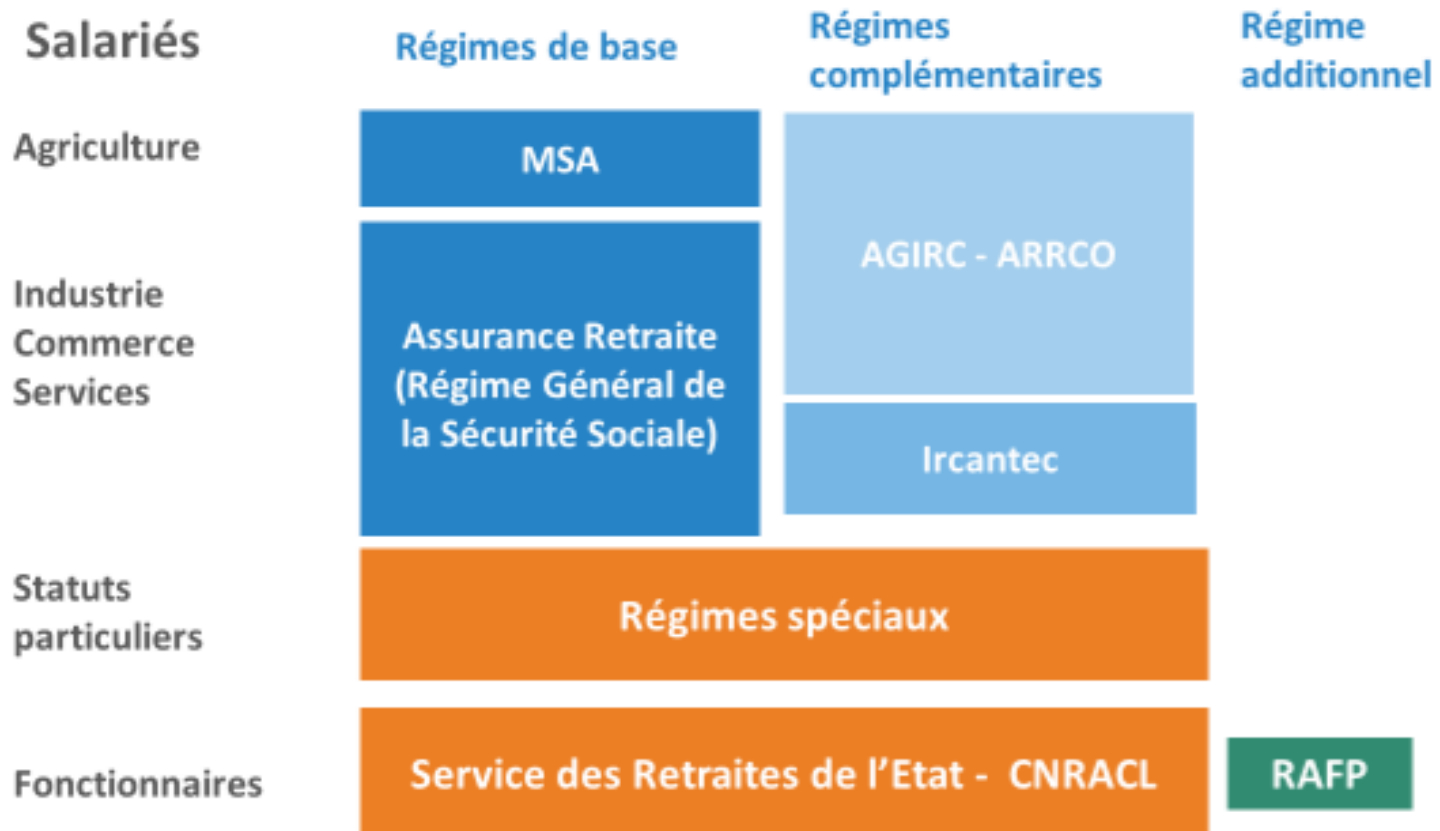 Salariés
Régimes de base
Régimes
complémentaires
Régime
additionnel
Agriculture
MSA
AGIRC - ARRCO
Industrie
Commerce
Services
Assurance Retraite
(Régime Général de
la Sécurité Sociale)
Ircantec
Statuts
particuliers
Régimes spéciaux
Fonctionnaires
Service des Retraites de l'Etat - CNRACL
RAFP